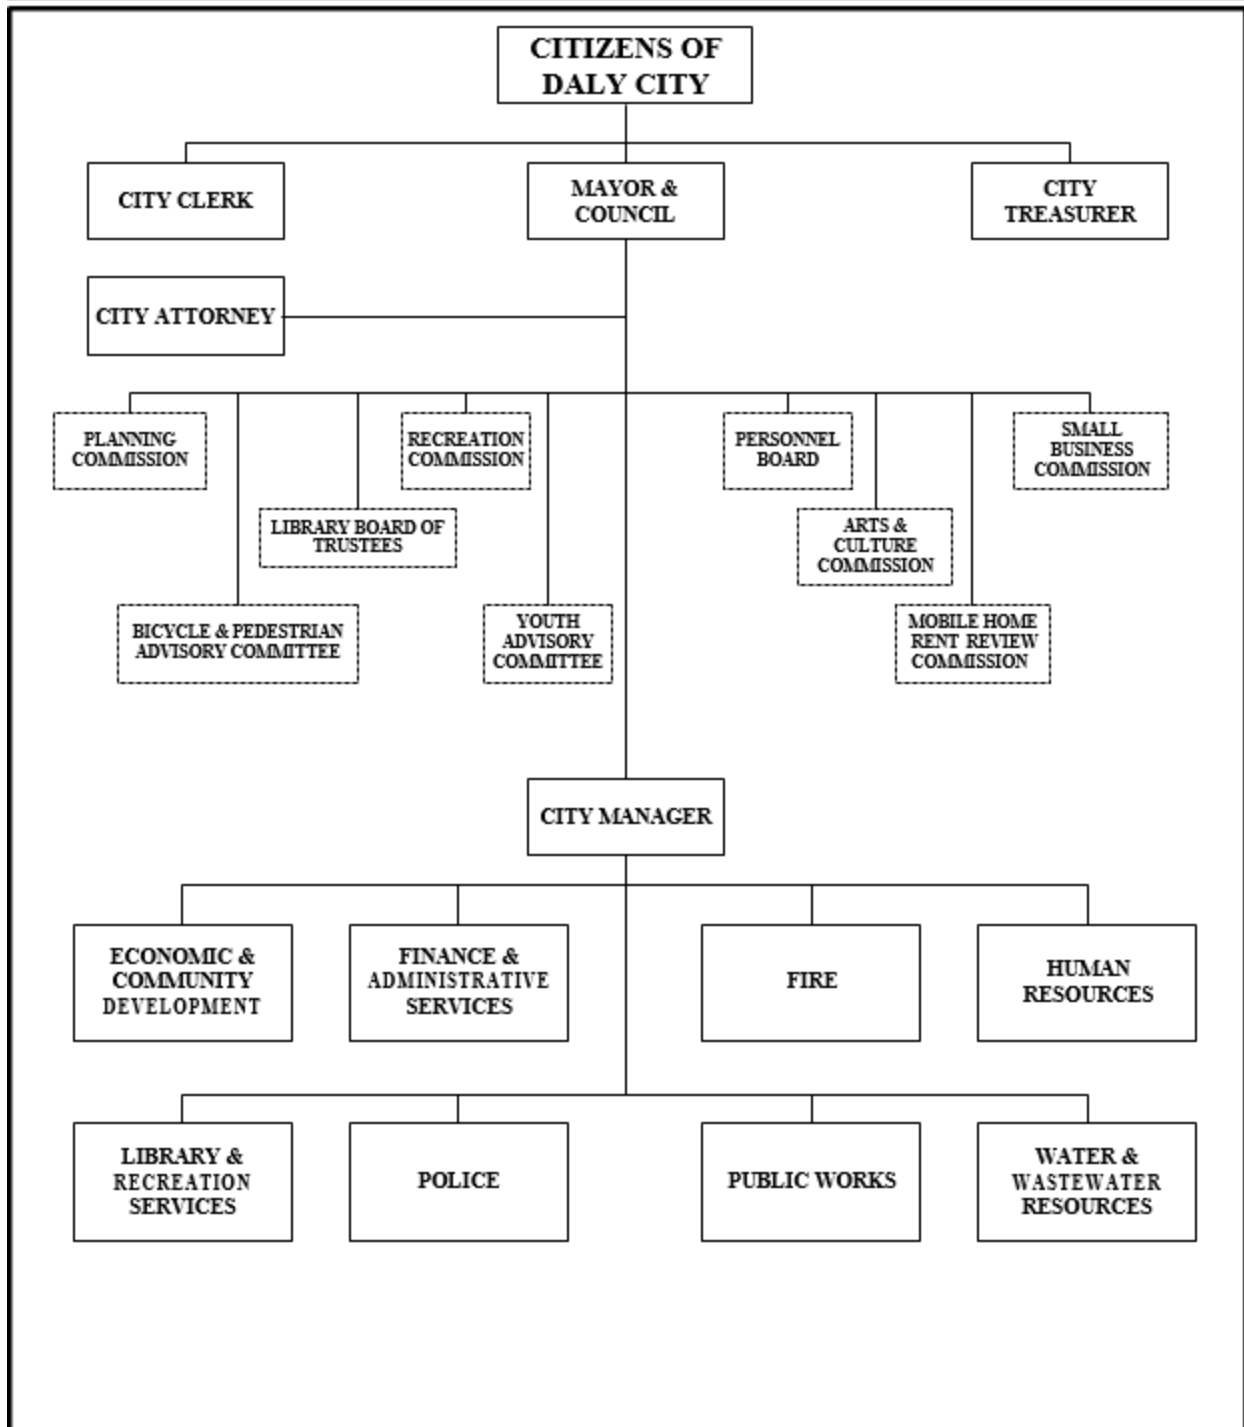 CITIZENS OF
DALY CITY
CITY CLERK
MAYOR &
COUNCIL
CITY
TREASURER
CITY ATTORNEY
PLANNING
COMMISSION
RECREATION
COMMISSION
PERSONNEL
BOARD
SMALL
BUSINESS
COMMISSION
LIBRARY BOARD OF
TRUSTEES
ARTS &
CULTURE
COMMISSION
BICYCLE & PEDESTRIAN
ADVISORY COMMITTEE
YOUTH
ADVISORY
COMMITTEE
MOBILE HOME
RENT REVIEW
COMMISSION
CITY MANAGER
ECONOMIC &
COMMUNITY
DEVELOPMENT
FINANCE &
ADMINISTRATIVE
SERVICES
FIRE
HUMAN
RESOURCES
LIBRARY &
RECREATION
SERVICES
POLICE
PUBLIC WORKS
WATER &
WASTEWATER
RESOURCES